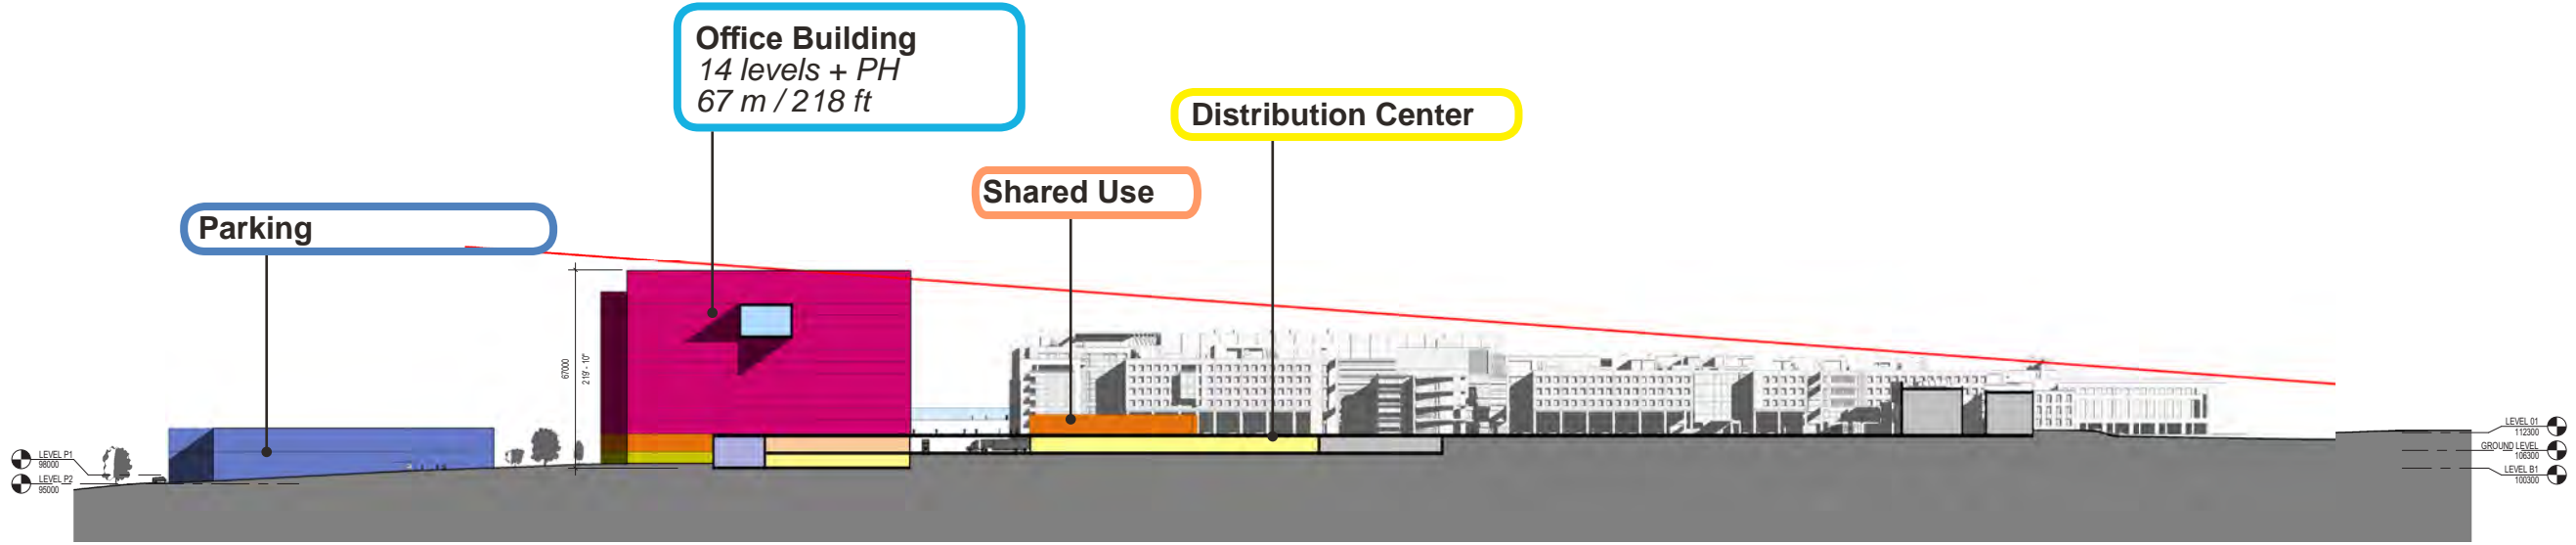 Office Building
14 levels + PH
67 m / 218 ft
Distribution Center
Shared Use
Parking
67000
219' - 10"
LEVEL P1
98000
LEVEL P2
95000
LEVEL 01
112300
GROUND LEVEL
106300
LEVEL B1
100300